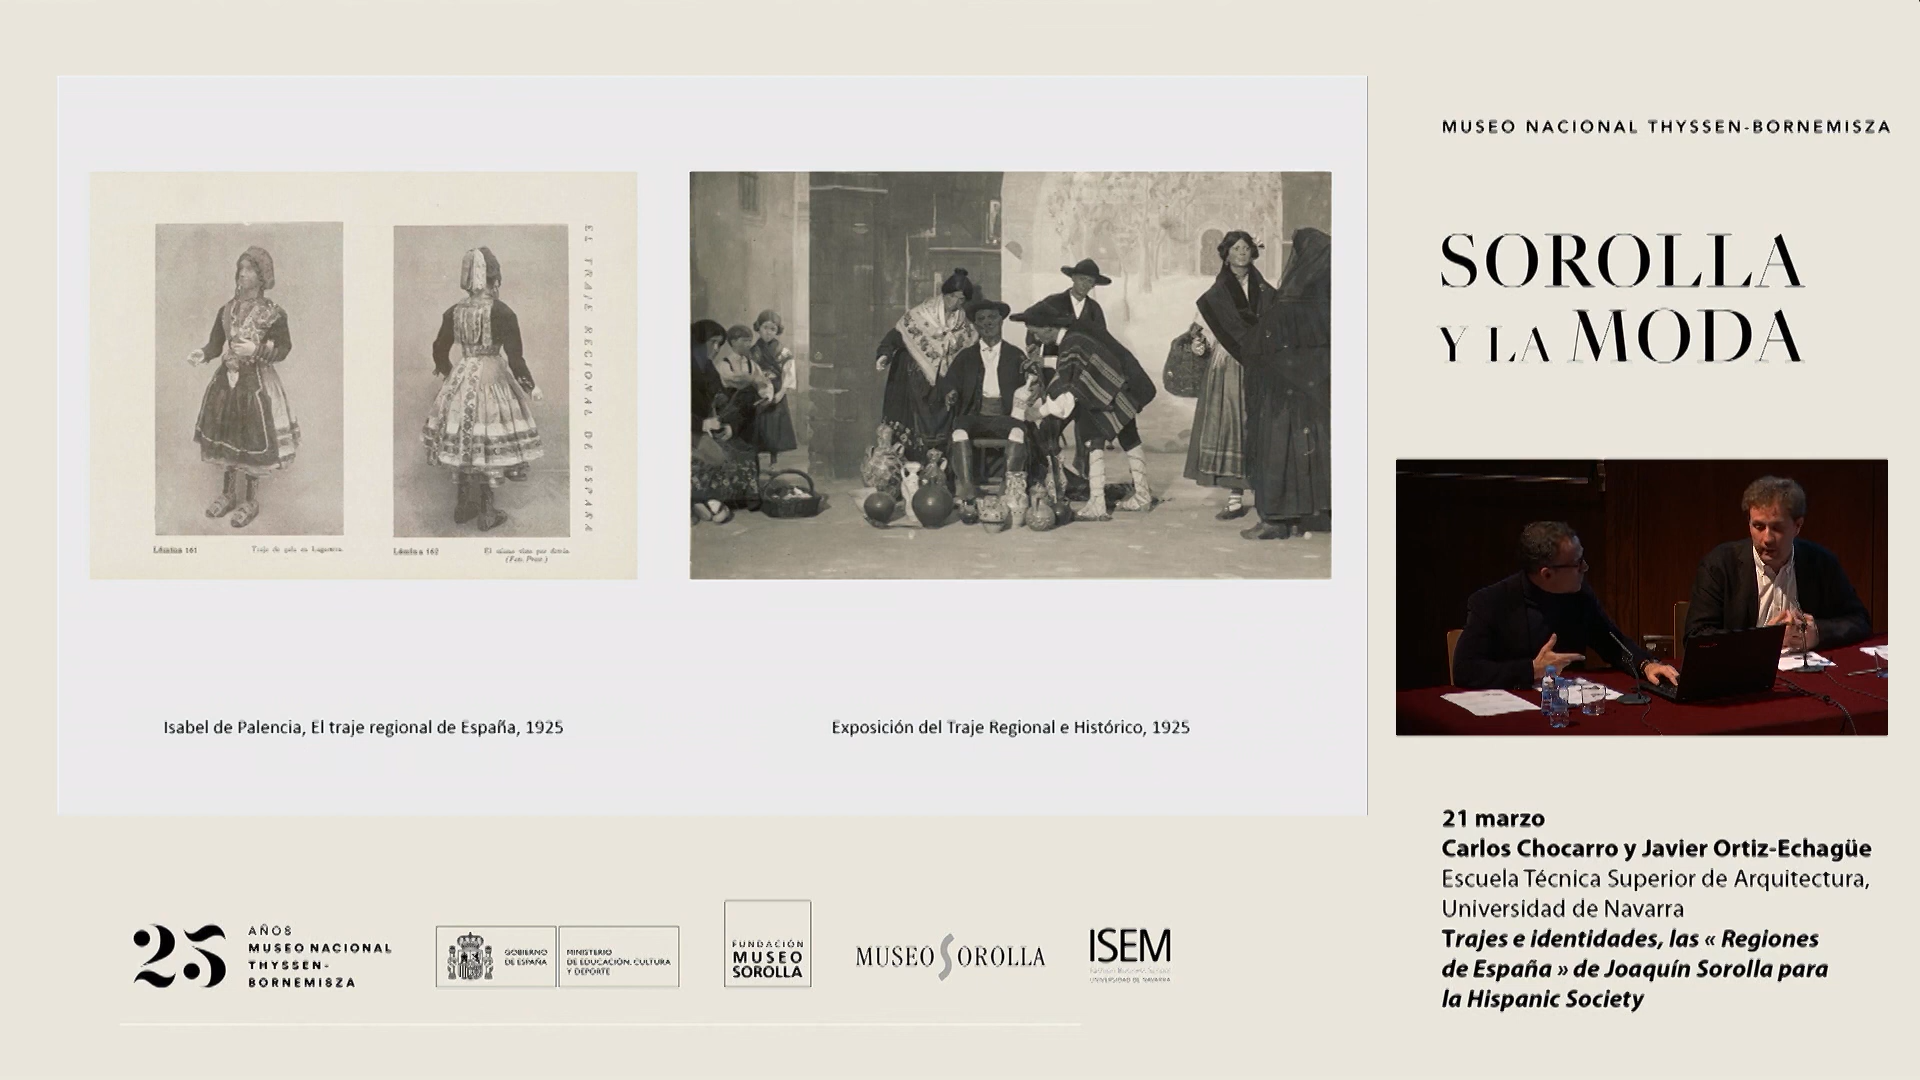 MUSEO NACIONAL THYSSEN-BORNEMISZA
SOROLLA
Y LA MODA
EL TRAJE REGIONAL DE ESPAÑA
Lámina 161
Traje de gala en Lagartera.
Lámina 162
El mismo visto por detrás.
Isabel de Palencia, El traje regional de España, 1925
Exposición del Traje Regional e Histórico, 1925
21 marzo
Carlos Chocarro y Javier Ortiz-Echagüe
Escuela Técnica Superior de Arquitectura,
Universidad de Navarra
Trajes e identidades, las « Regiones
de España » de Joaquín Sorolla para
la Hispanic Society
25
AÑOS
MUSEO NACIONAL
THYSSEN-
BORNEMISZA
GOBIERNO
DE ESPAÑA
MINISTERIO
DE EDUCACIÓN, CULTURA
Y DEPORTE
FUNDACIÓN
MUSEO
SOROLLA
MUSEO SOROLLA
ISEM
UNIVERSIDAD DE NAVARRA